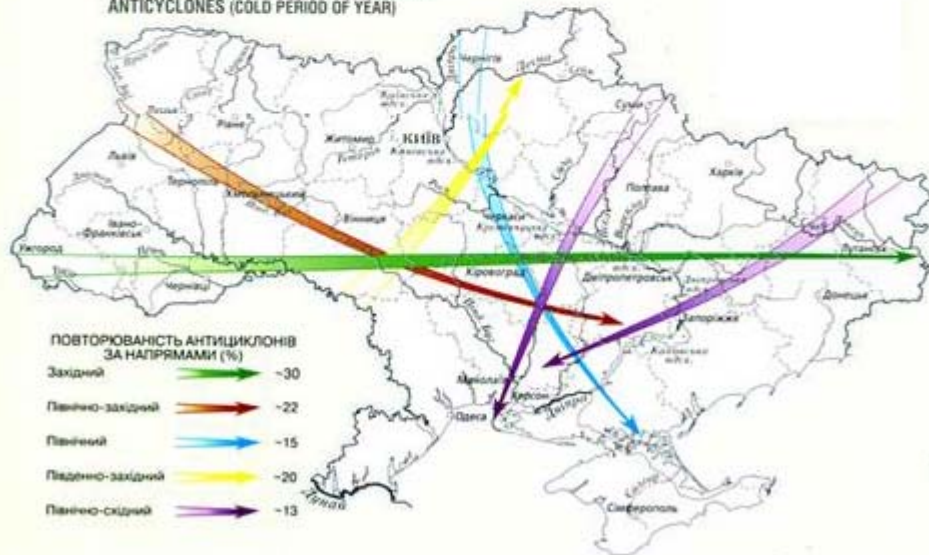 ANTICYCLONES (COLD PERIOD OF YEAR)
Чернігів
Десна
Луцьк
Рівне
Суми
Житомир
КИЇВ
Львів
Тернопіль
Хмельницький
Полтава
Харків
Вінниця
Черкаси
Івано-
Франківськ
Ужгород
Кіровоград
Дніпропетровськ
Луганськ
Чернівці
Донецьк
Запоріжжя
ПОВТОРЮВАНІСТЬ АНТИЦИКЛОНІВ
ЗА НАПРЯМАМИ (%)
Західний ~30
Північно-західний ~22
Північний ~15
Південно-західний ~20
Північно-східний ~13
Миколаїв
Херсон
Одеса
Дніпро
Дунай
Сімферополь